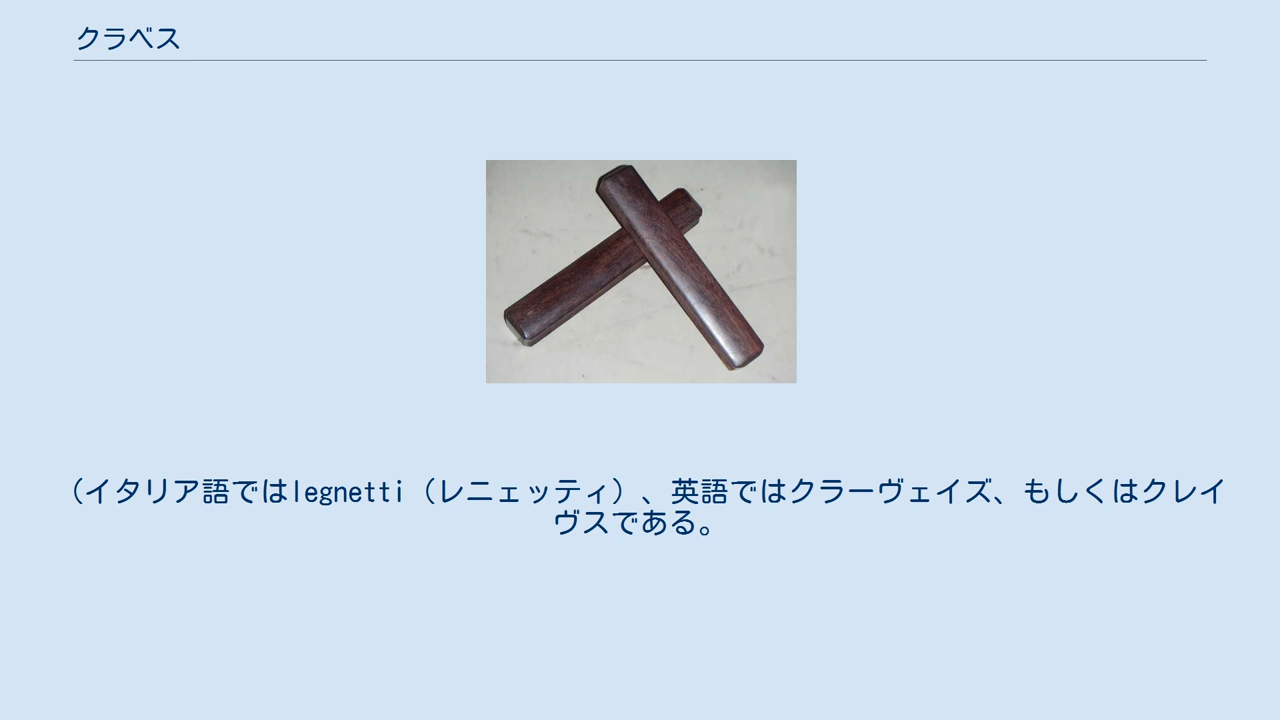 クラベス
（イタリア語ではlegnetti（レニェッティ）、英語ではクラーヴェイズ、もしくはクレイ
ヴスである。